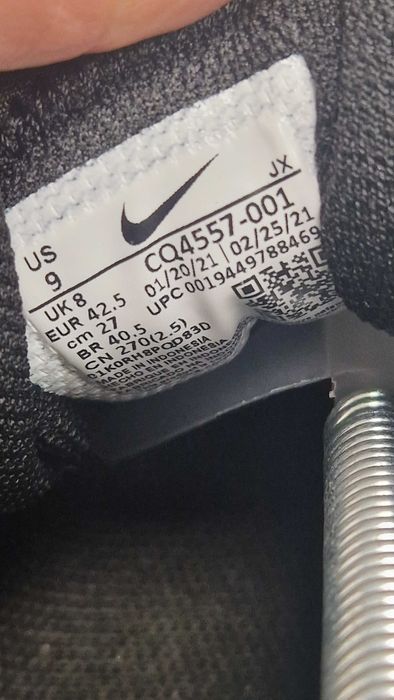 JX
US
9
CQ4557-001
UK 8
01/20/21 | 02/25/21
EUR 42.5
UPC 0019449788469
cm 27
BR 40.5
CN 270(2.5)
MADE IN INDONESIA